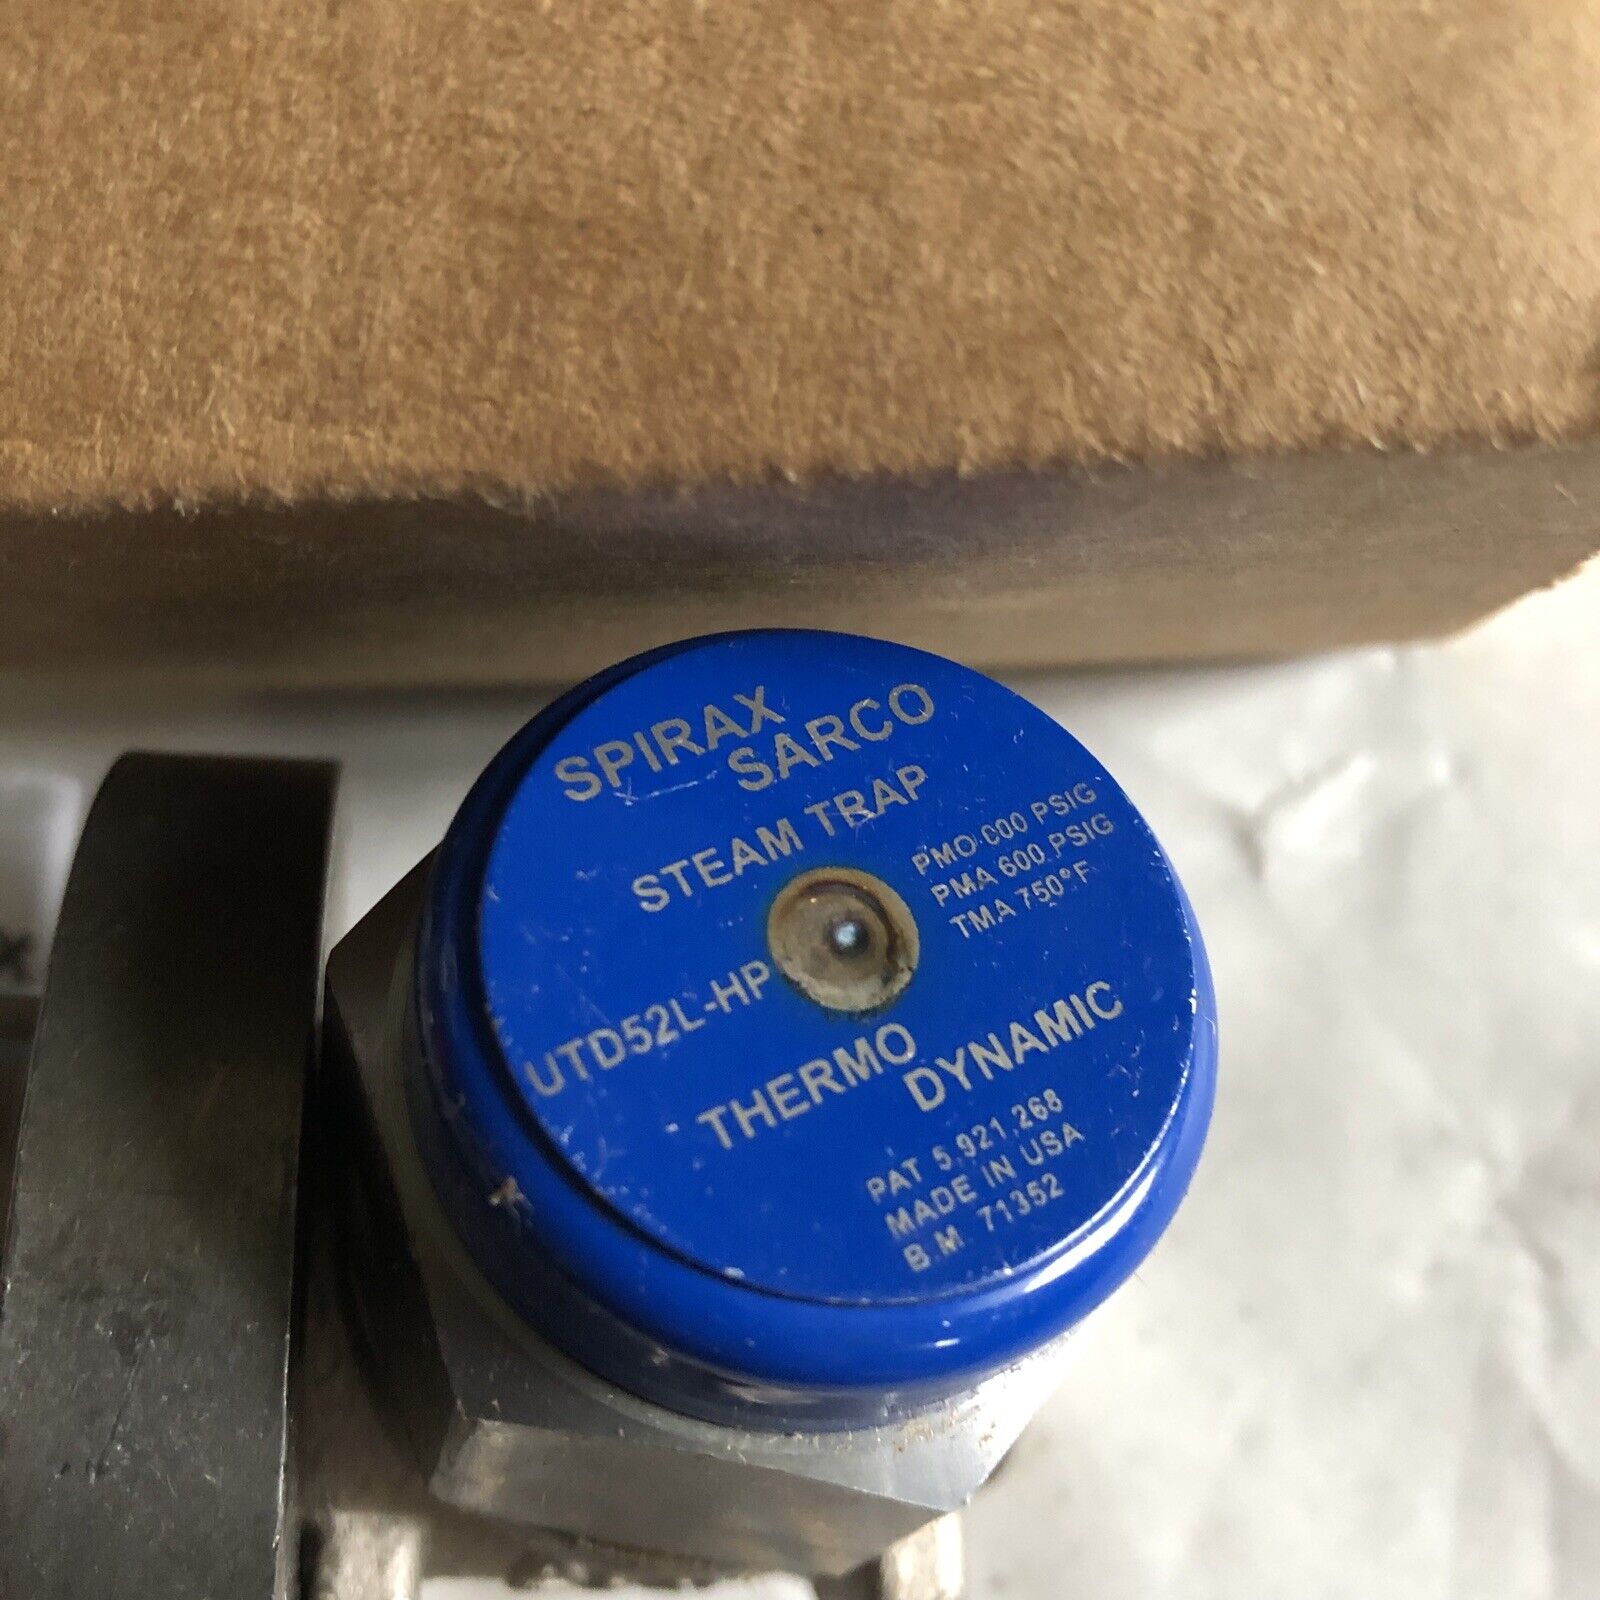 SPIRAX
SARCO
STEAM TRAP
PMO 600 PSIG
PMA 600 PSIG
TMA 750°F
UTD52L-HP
THERMO
DYNAMIC
PAT 5,921,268
MADE IN USA
B.M. 71352